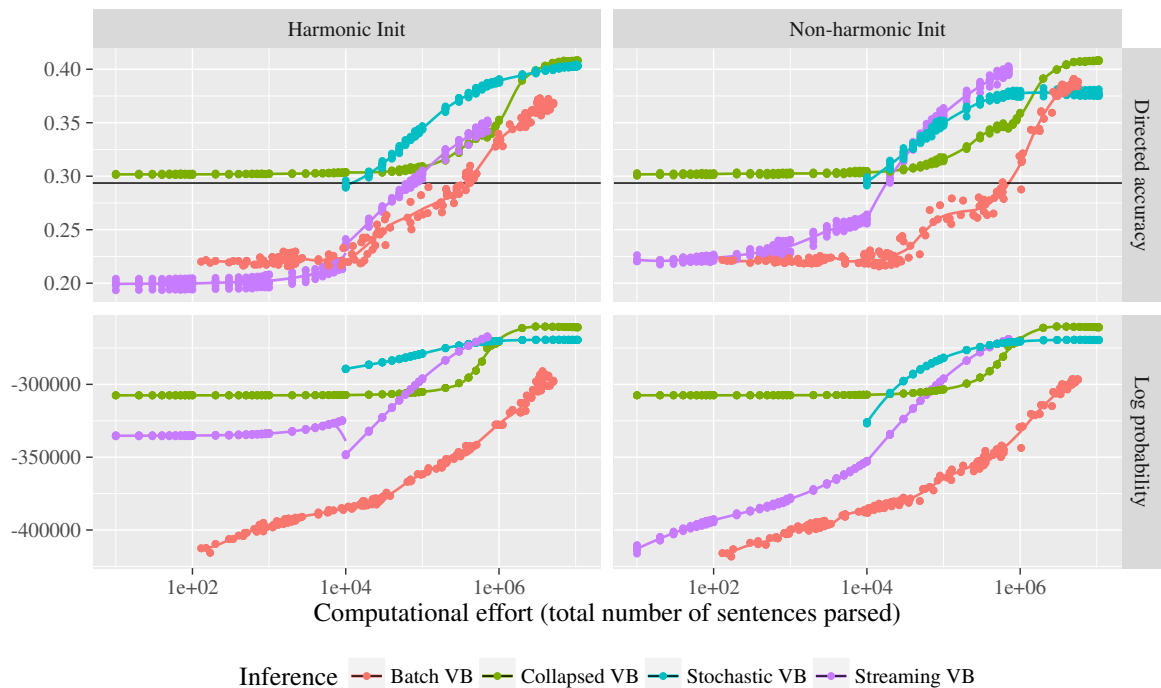 Harmonic Init
Non-harmonic Init
0.40
0.35
0.30
0.25
0.20
Directed accuracy
-300000
-350000
-400000
Log probability
1e+02
1e+04
1e+06
1e+02
1e+04
1e+06
Computational effort (total number of sentences parsed)
Inference Batch VB Collapsed VB Stochastic VB Streaming VB